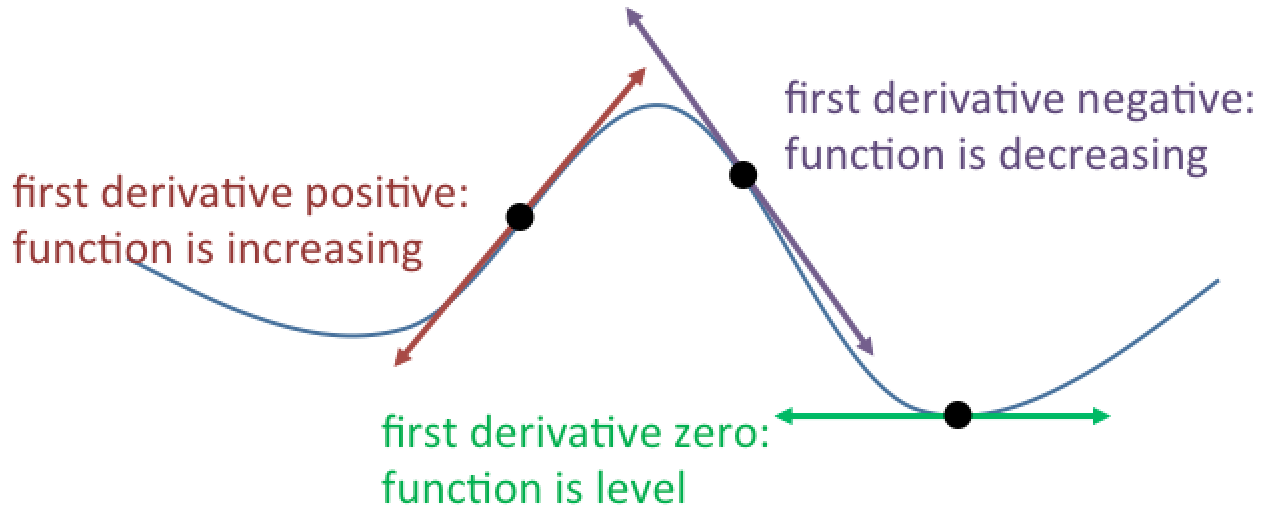 first derivative negative:
function is decreasing
first derivative positive:
function is increasing
first derivative zero:
function is level